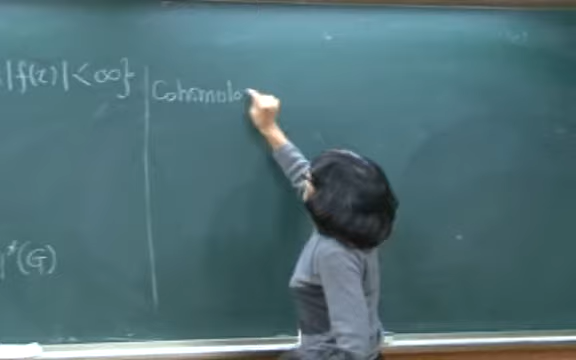 |f(x)| < ∞}
Cohomolo
*(G)